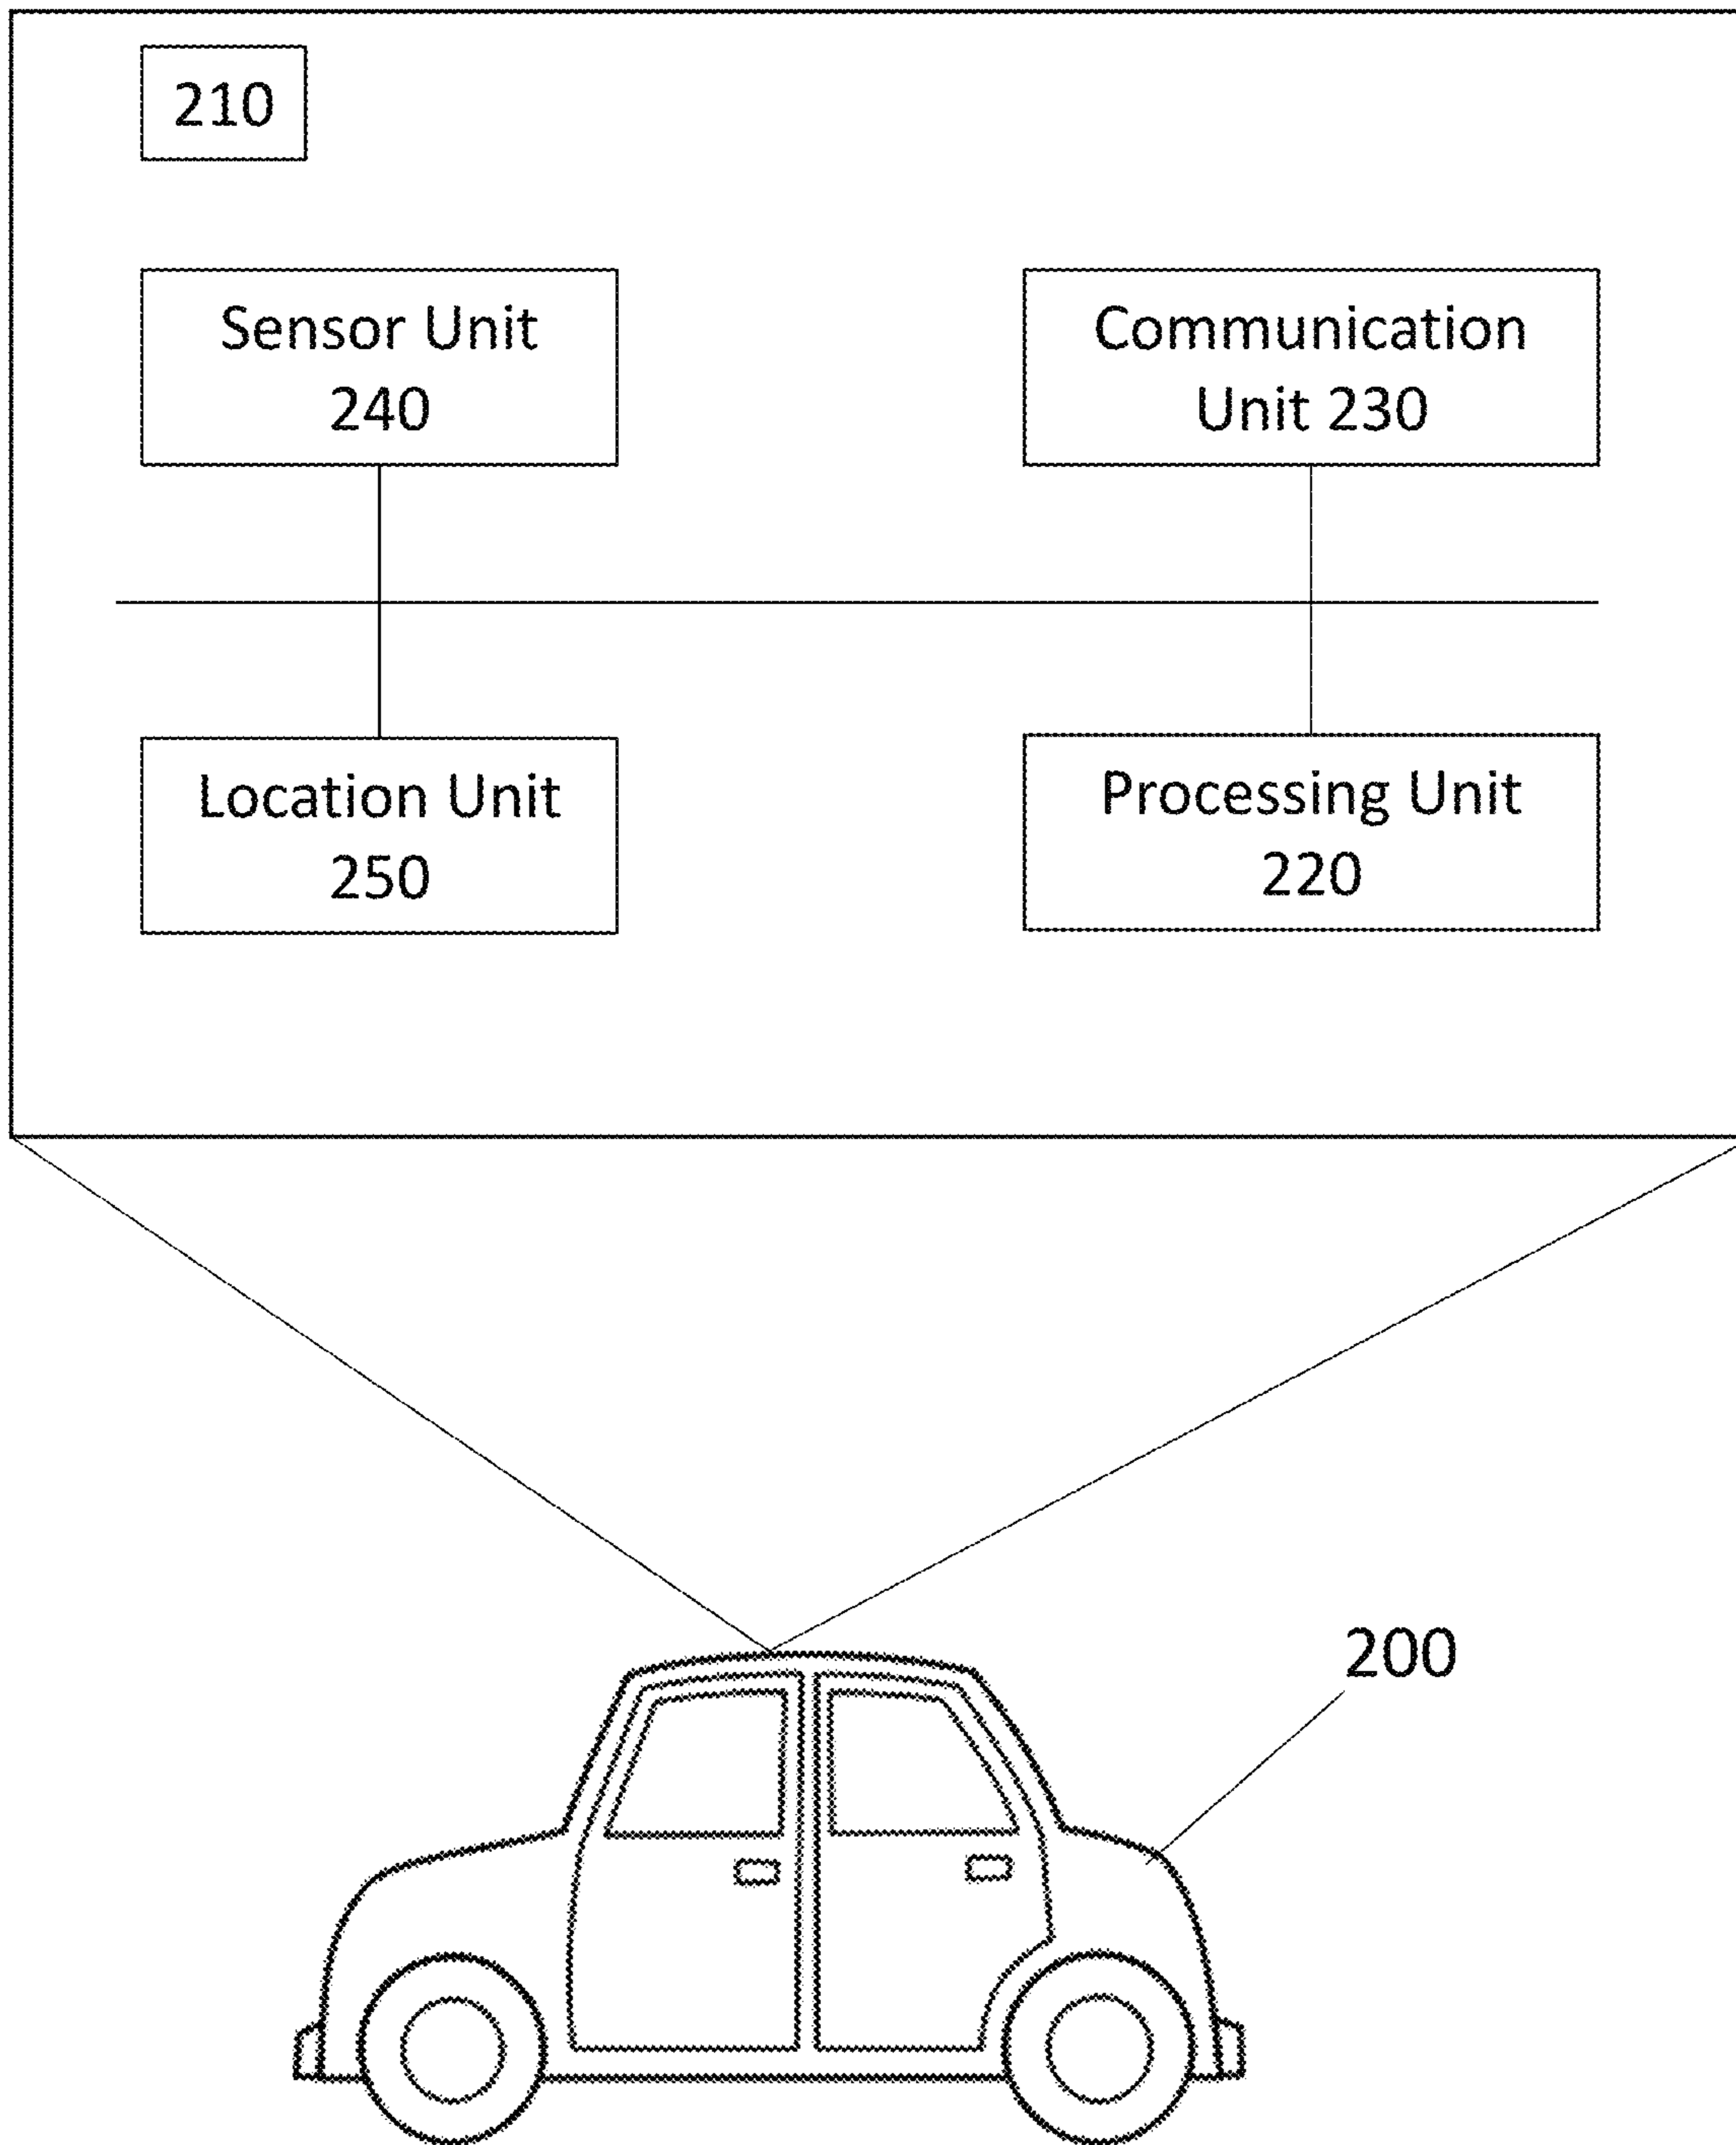 210
Sensor Unit
240
Communication
Unit 230
Location Unit
250
Processing Unit
220
200